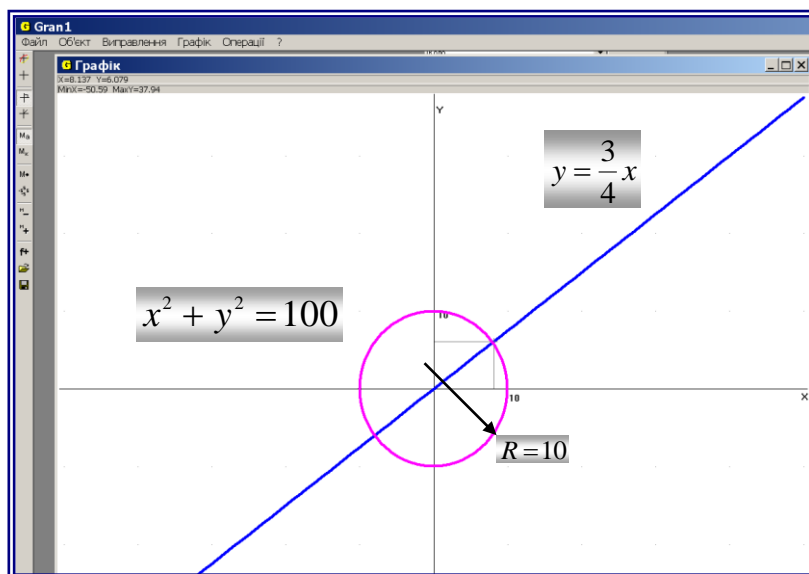 Gran1
Файл Об'єкт Виправлення Графік Операції ?
Графік
X=8.137 Y=6.079
MinX=-50.59 MaxY=37.94
Y
y = 3/4 x
x² + y² = 100
10
X
10
R = 10